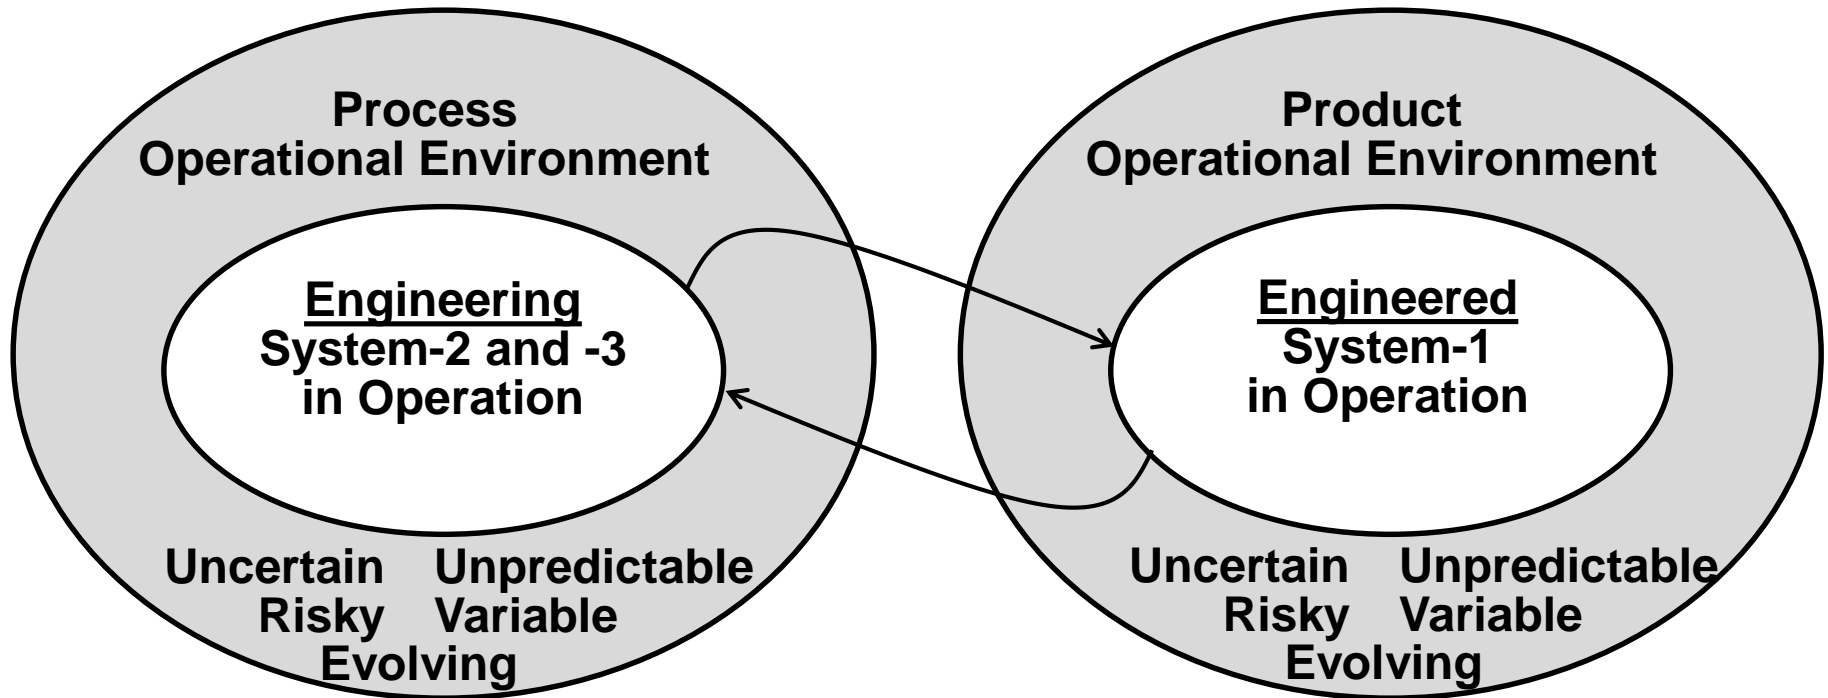 Process
Operational Environment
Engineering
System-2 and -3
in Operation
Uncertain Unpredictable
Risky Variable
Evolving
Product
Operational Environment
Engineered
System-1
in Operation
Uncertain Unpredictable
Risky Variable
Evolving